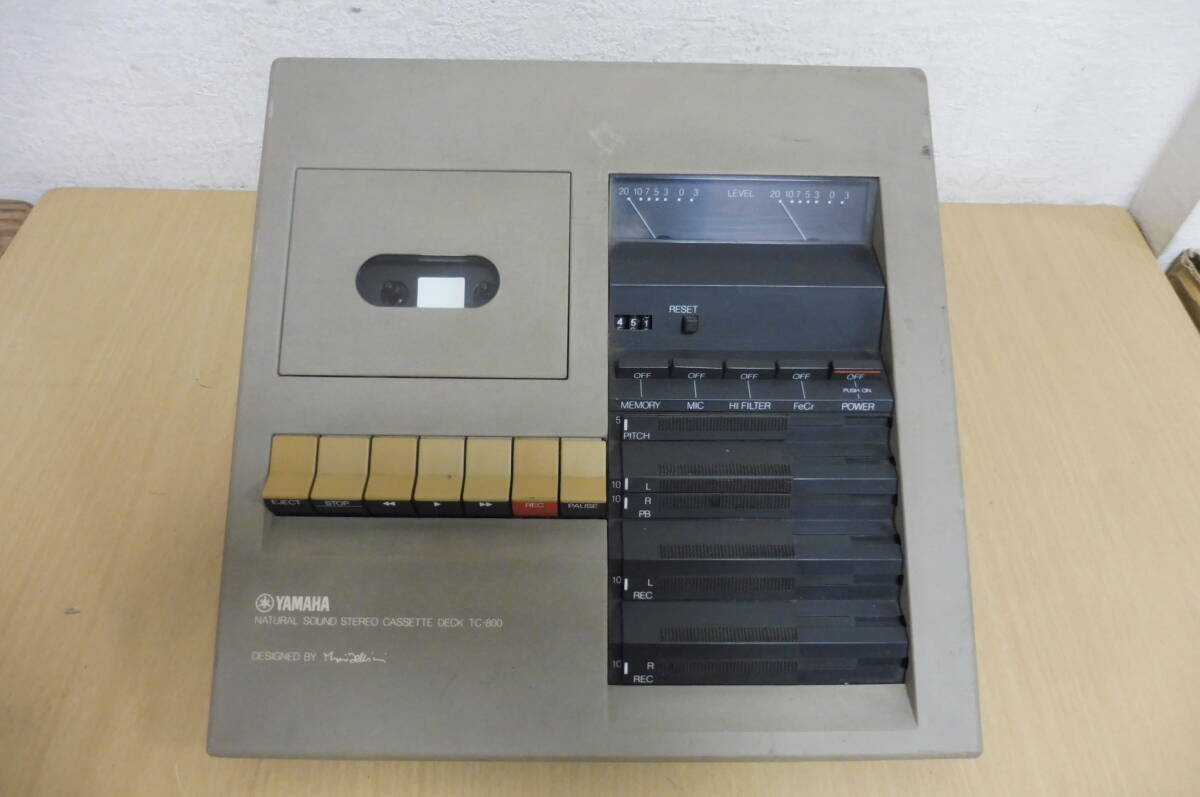 20 10 7 5 3 0 3 LEVEL 20 10 7 5 3 0 3
RESET
4 5 1
OFF OFF OFF OFF OFF
PUSH ON
MEMORY MIC HI FILTER FeCr POWER
5
PITCH
10 L
10 R
PB
10 L
REC
10 R
REC
EJECT STOP ◀◀ ▶ ▶▶ REC PAUSE
YAMAHA
NATURAL SOUND STEREO CASSETTE DECK TC-800
DESIGNED BY